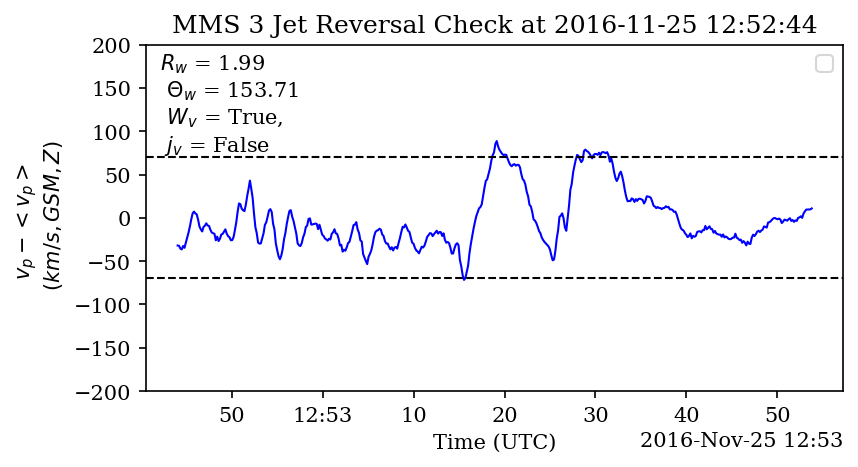 MMS 3 Jet Reversal Check at 2016-11-25 12:52:44
200
150
100
50
0
−50
−100
−150
−200
v_p − <v_p>
(km/s, GSM, Z)
R_w = 1.99
Θ_w = 153.71
W_v = True,
j_v = False
50
12:53
10
20
30
40
50
Time (UTC)
2016-Nov-25 12:53